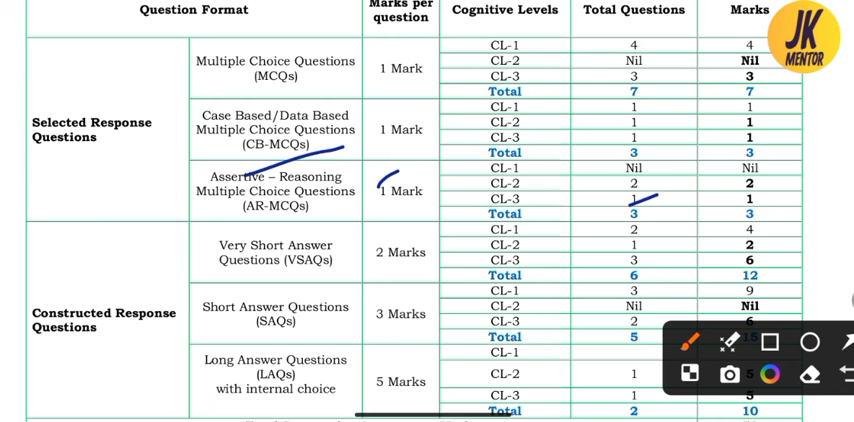 Question Format
Marks per
question
Cognitive Levels
Total Questions
Marks
JK
MENTOR
Selected Response
Questions
Multiple Choice Questions
(MCQs)
1 Mark
CL-1 4 4
CL-2 Nil Nil
CL-3 3 3
Total 7 7
Case Based/Data Based
Multiple Choice Questions
(CB-MCQs)
1 Mark
CL-1 1 1
CL-2 1 1
CL-3 1 1
Total 3 3
Assertive – Reasoning
Multiple Choice Questions
(AR-MCQs)
1 Mark
CL-1 Nil Nil
CL-2 2 2
CL-3 1 1
Total 3 3
Constructed Response
Questions
Very Short Answer
Questions (VSAQs)
2 Marks
CL-1 2 4
CL-2 1 2
CL-3 3 6
Total 6 12
Short Answer Questions
(SAQs)
3 Marks
CL-1 3 9
CL-2 Nil Nil
CL-3 2 6
Total 5 15
Long Answer Questions
(LAQs)
with internal choice
5 Marks
CL-1
CL-2 1 5
CL-3 1 5
Total 2 10